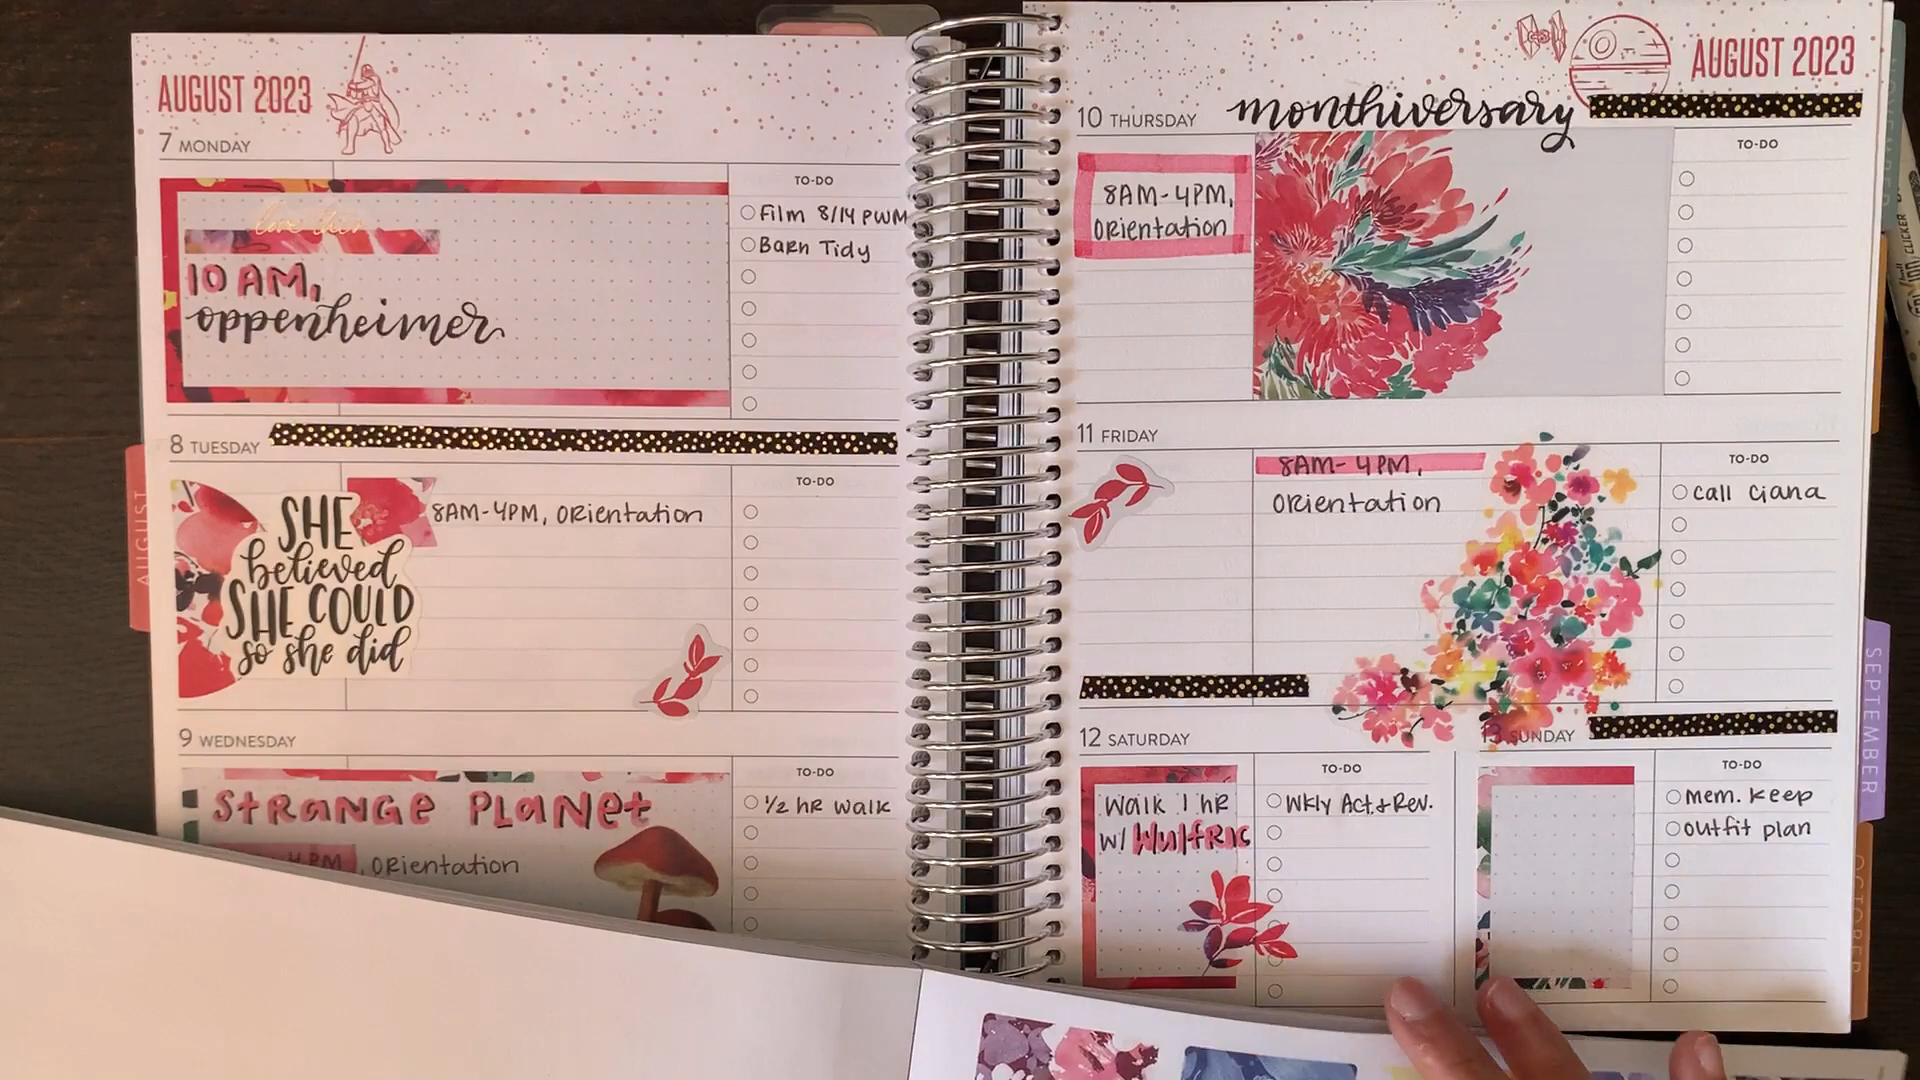 AUGUST 2023
7 MONDAY
TO-DO
Film 8/14 PWM
Barn Tidy
10 AM,
oppenheimer
8 TUESDAY
TO-DO
SHE
believed
SHE COULD
so she did
8AM-4PM, Orientation
9 WEDNESDAY
TO-DO
1/2 hr walk
Strange Planet
4PM, Orientation
AUGUST
AUGUST 2023
10 THURSDAY
monthiversary
TO-DO
8AM-4PM,
Orientation
11 FRIDAY
TO-DO
8AM-4PM,
Orientation
call Ciana
12 SATURDAY
TO-DO
Walk 1 hr
w/ Wulfric
Wkly Act.+Rev.
13 SUNDAY
TO-DO
Mem. Keep
Outfit plan
SEPTEMBER
OCTOBER
CLICKER